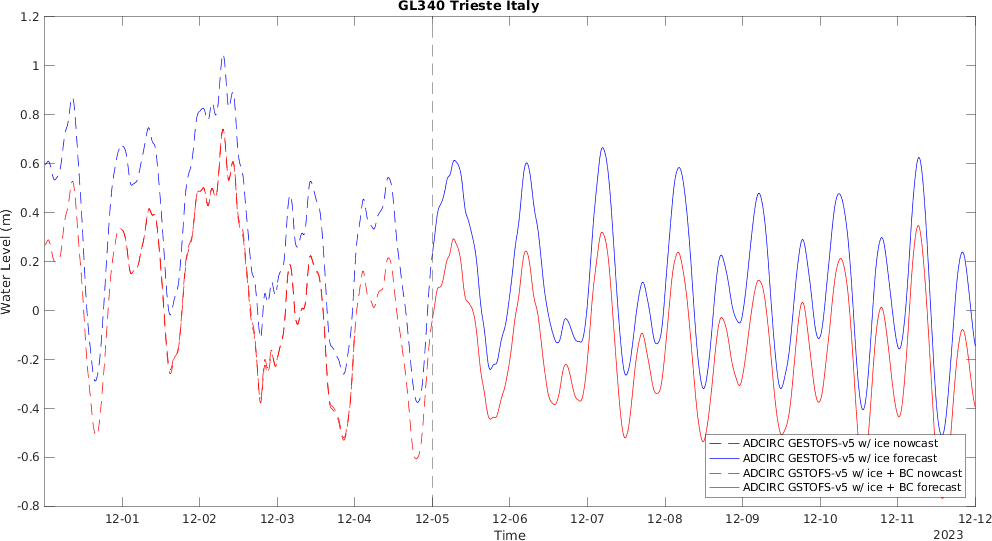 GL340 Trieste Italy
Water Level (m)
1.2
1
0.8
0.6
0.4
0.2
0
-0.2
-0.4
-0.6
-0.8
ADCIRC GESTOFS-v5 w/ ice nowcast
ADCIRC GESTOFS-v5 w/ ice forecast
ADCIRC GSTOFS-v5 w/ ice + BC nowcast
ADCIRC GSTOFS-v5 w/ ice + BC forecast
12-01 12-02 12-03 12-04 12-05 12-06 12-07 12-08 12-09 12-10 12-11 12-12
Time
2023